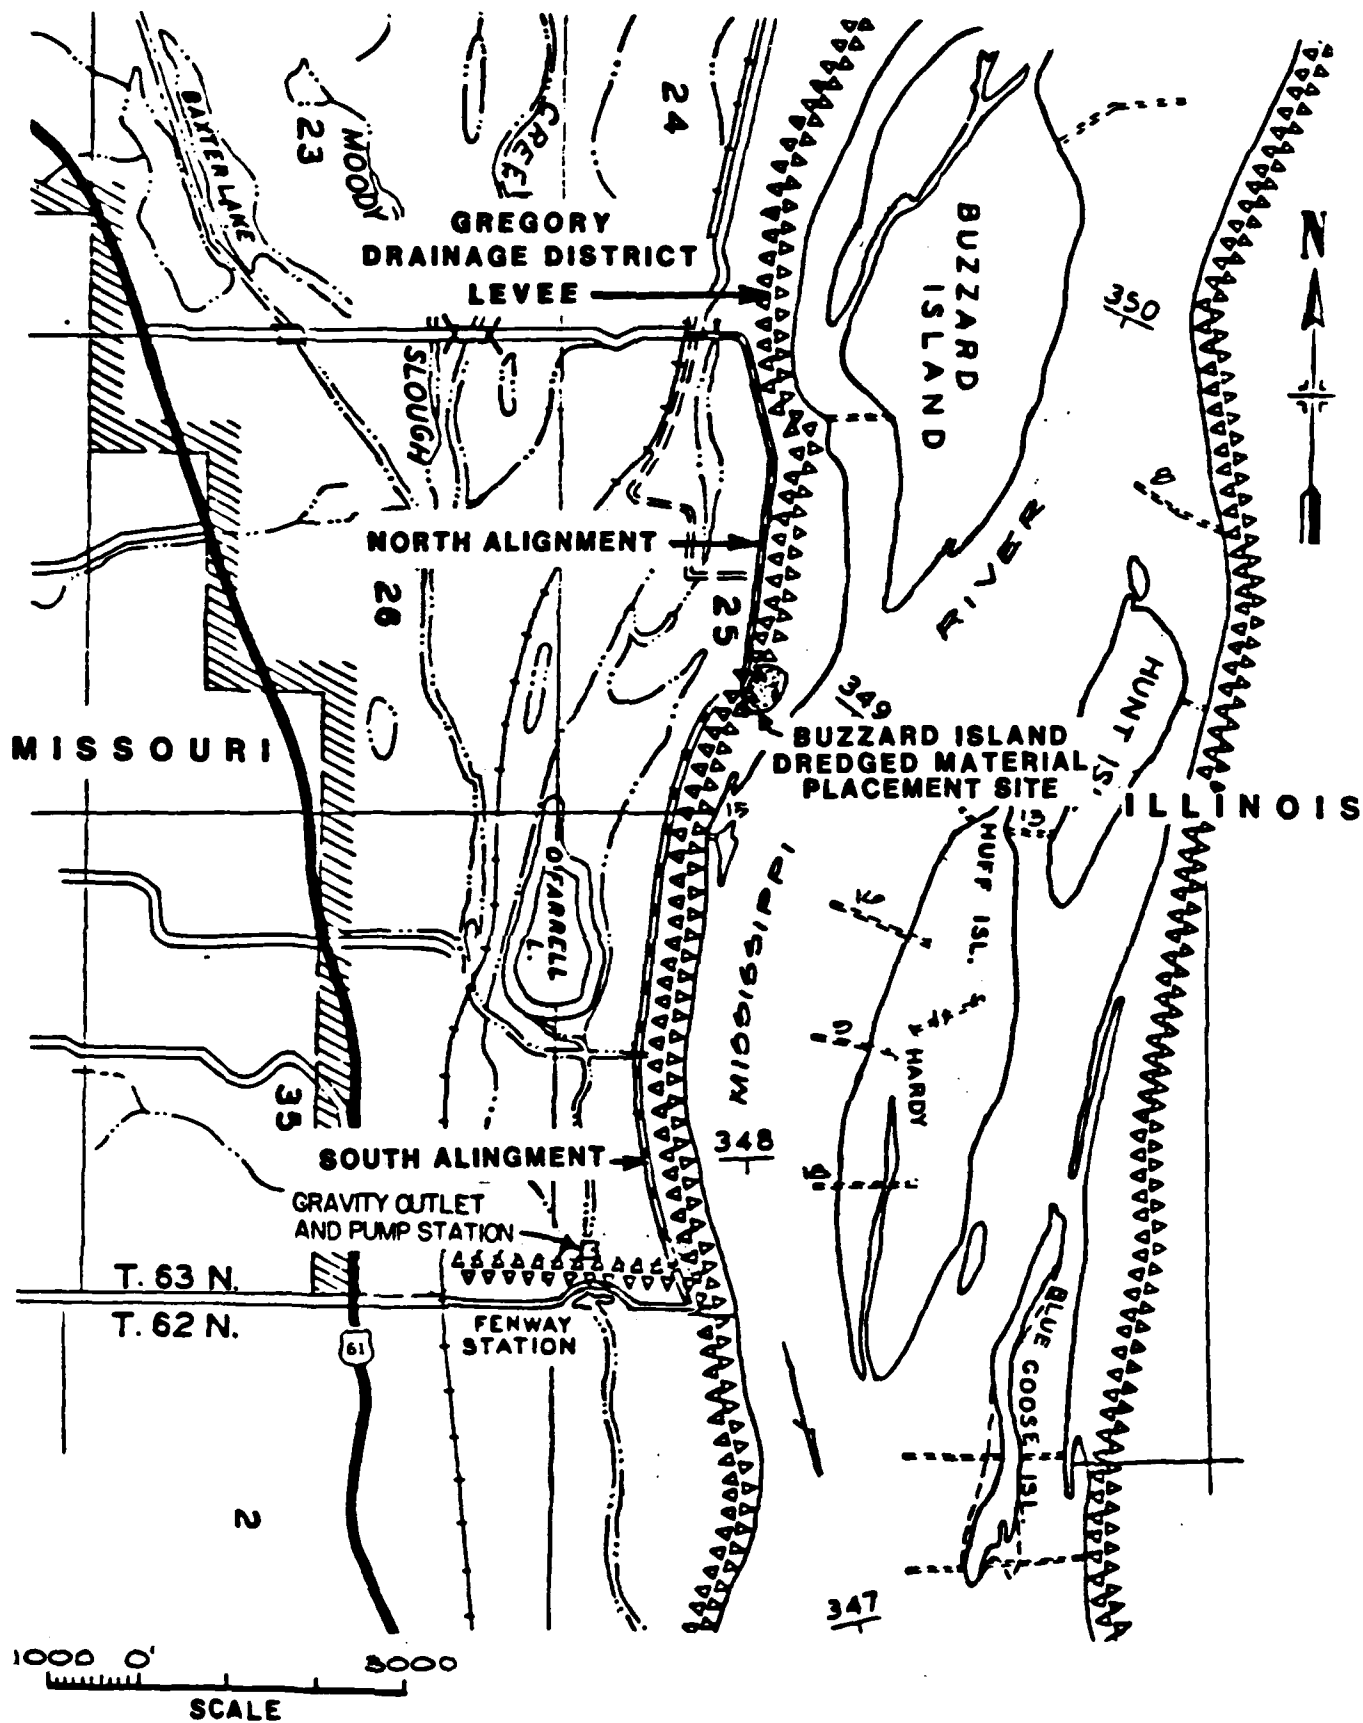 24
CREEK
BAXTER LANE
23
MOODY
GREGORY
DRAINAGE DISTRICT
LEVEE
BUZZARD
ISLAND
N
350
SLOUGH
NORTH ALIGNMENT
26
25
RIVER
HUNT IS.
349
MISSOURI
BUZZARD ISLAND
DREDGED MATERIAL
PLACEMENT SITE
ILLINOIS
15
13
HUFF ISL.
O'FARRELL
L.
MISSISSIPPI
HARDY
35
348
SOUTH ALINGMENT
GRAVITY OUTLET
AND PUMP STATION
T. 63 N.
T. 62 N.
FENWAY
STATION
61
BLUE GOOSE ISL.
2
347
1000 0' 3000
SCALE